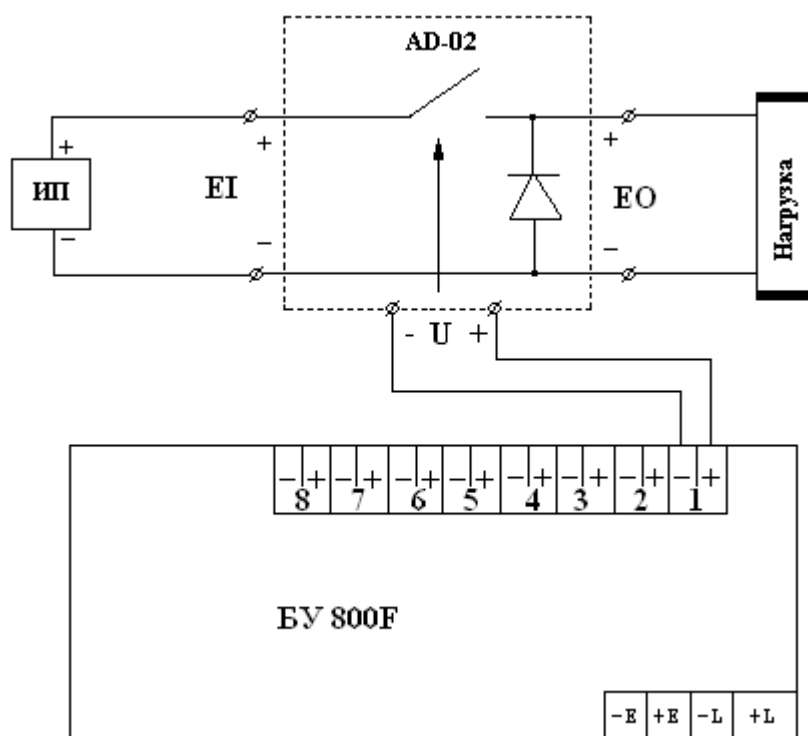 AD-02
+ + +
ИП EI EO Нагрузка
− − −
- U +
−+ −+ −+ −+ −+ −+ −+ −+
8 7 6 5 4 3 2 1
БУ 800F
−E +E −L +L